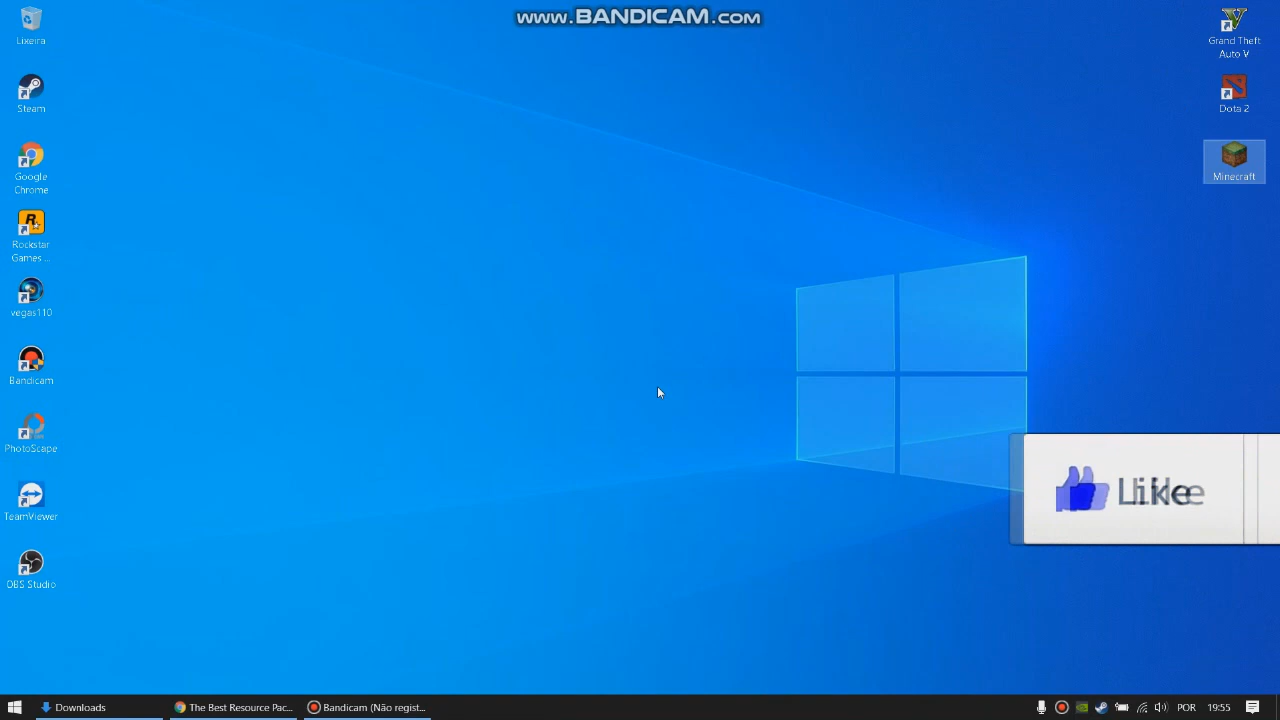 www.BANDICAM.com
Lixeira
Steam
Google
Chrome
Rockstar
Games ...
vegas110
Bandicam
PhotoScape
TeamViewer
OBS Studio
Grand Theft
Auto V
Dota 2
Minecraft
Like
Downloads
The Best Resource Pac...
Bandicam (Não regist...
POR
19:55